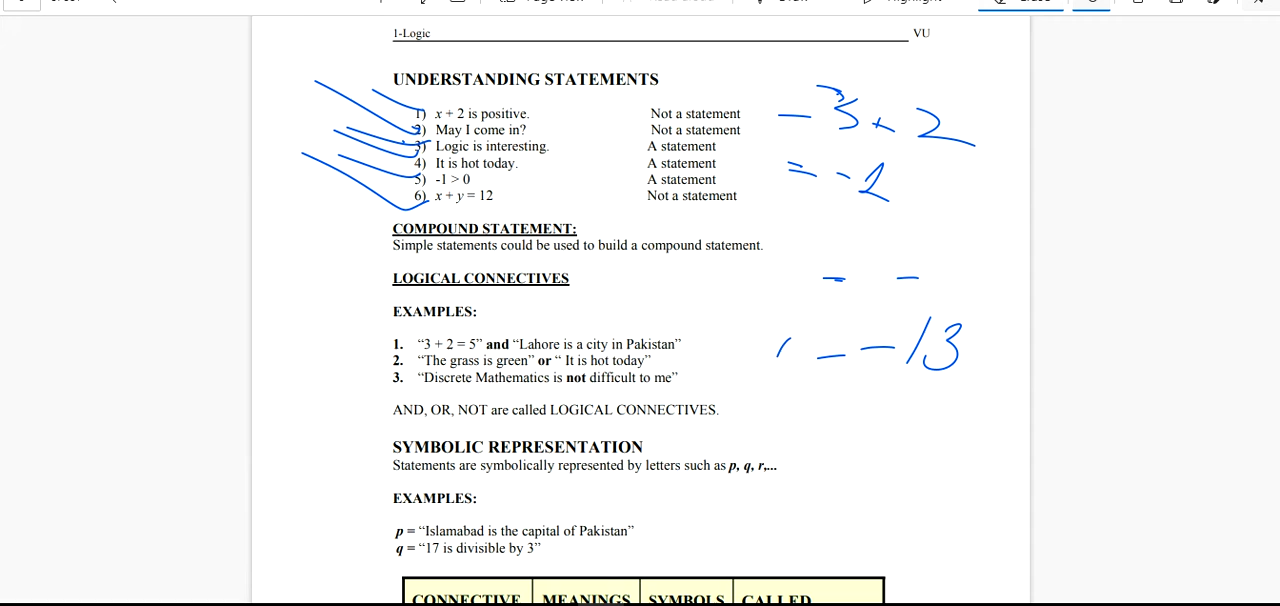 1-Logic VU
UNDERSTANDING STATEMENTS
1) x + 2 is positive. Not a statement
2) May I come in? Not a statement
3) Logic is interesting. A statement
4) It is hot today. A statement
5) -1 > 0 A statement
6) x + y = 12 Not a statement
-3 + 2
= -2
COMPOUND STATEMENT:
Simple statements could be used to build a compound statement.
LOGICAL CONNECTIVES
EXAMPLES:
1. “3 + 2 = 5” and “Lahore is a city in Pakistan”
2. “The grass is green” or “ It is hot today”
3. “Discrete Mathematics is not difficult to me”
AND, OR, NOT are called LOGICAL CONNECTIVES.
SYMBOLIC REPRESENTATION
Statements are symbolically represented by letters such as p, q, r,...
EXAMPLES:
p = “Islamabad is the capital of Pakistan”
q = “17 is divisible by 3”
CONNECTIVE MEANINGS SYMBOLS CALLED